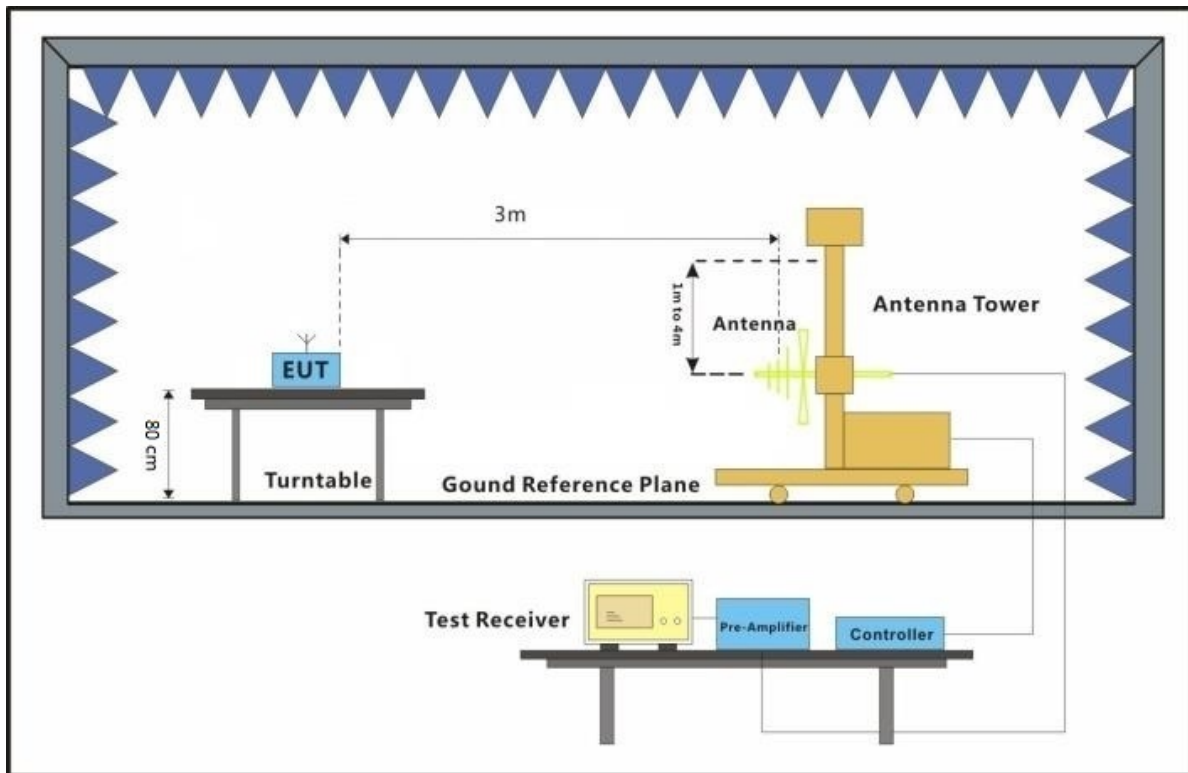 3m
1m to 4m
Antenna
Antenna Tower
EUT
80 cm
Turntable
Gound Reference Plane
Test Receiver
Pre-Amplifier
Controller